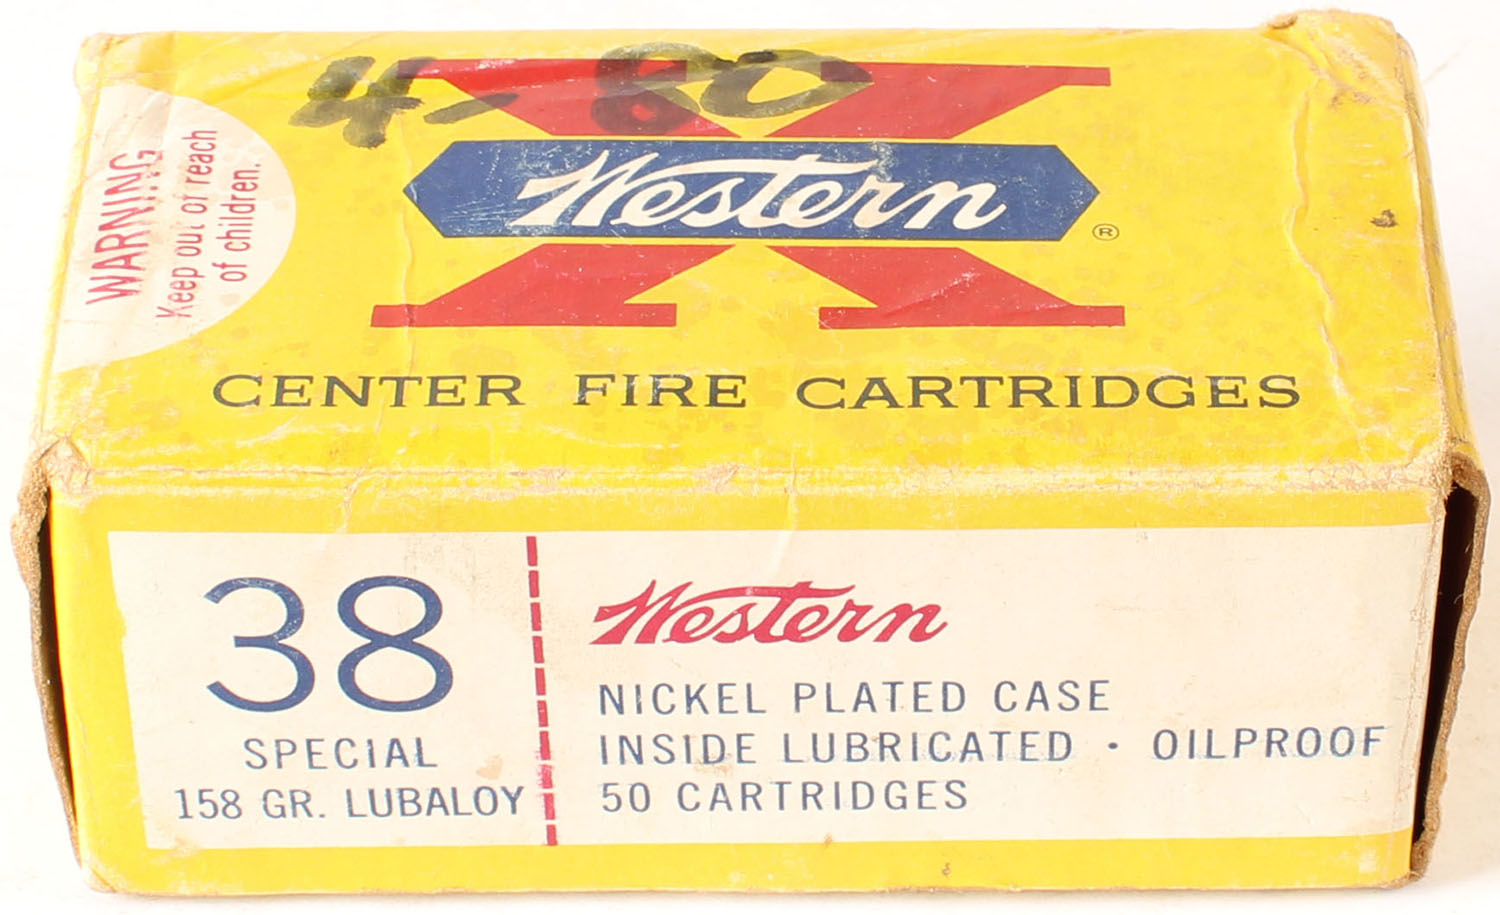 4-80
X
Western
®
WARNING
Keep out of reach
of children.
CENTER FIRE CARTRIDGES
38
SPECIAL
158 GR. LUBALOY
Western
NICKEL PLATED CASE
INSIDE LUBRICATED · OILPROOF
50 CARTRIDGES